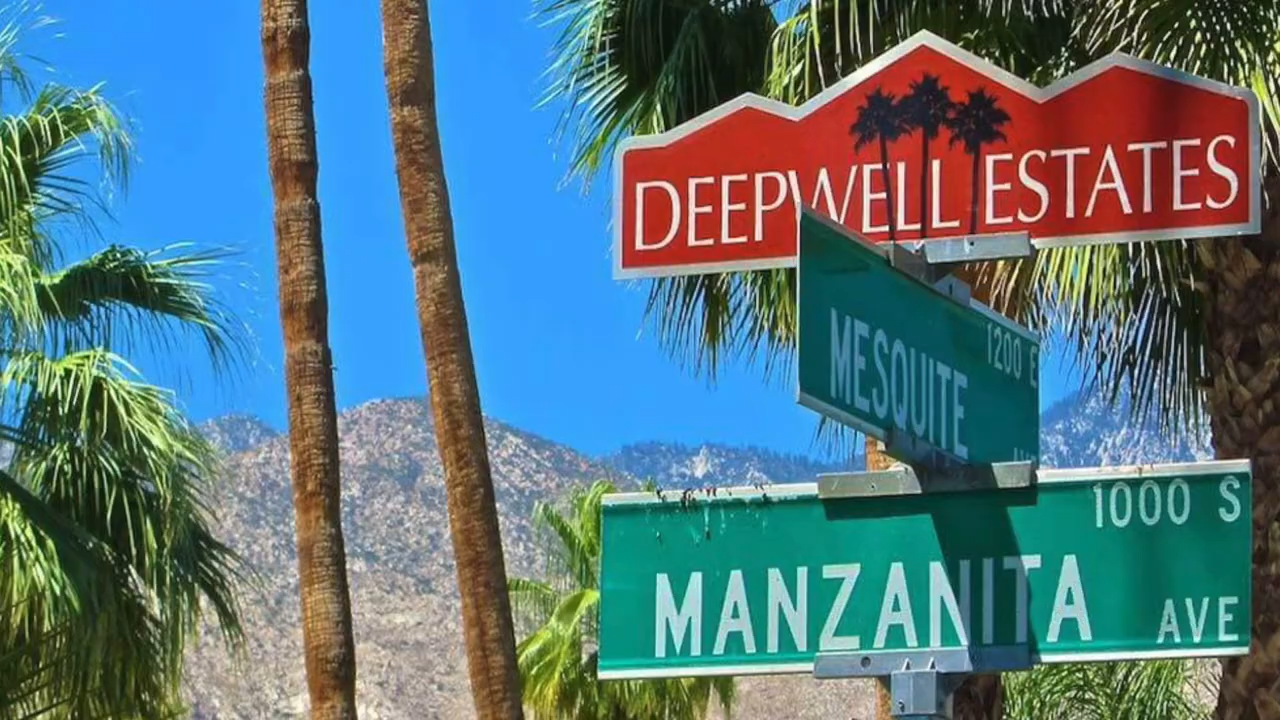 DEEPWELL ESTATES
1200 E
MESQUITE
1000 S
MANZANITA
AVE